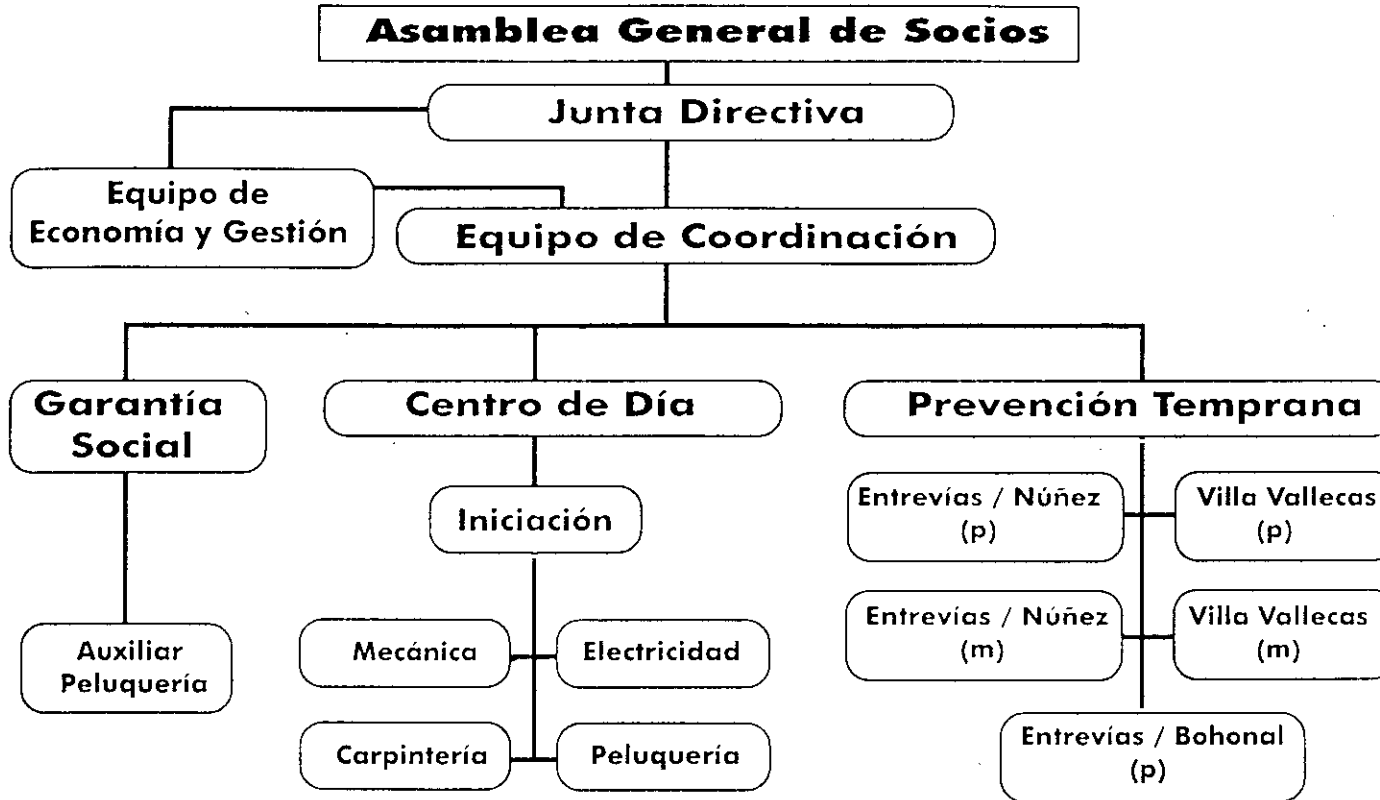 Asamblea General de Socios
Junta Directiva
Equipo de
Economía y Gestión
Equipo de Coordinación
Garantía
Social
Centro de Día
Prevención Temprana
Iniciación
Entrevías / Núñez
(p)
Villa Vallecas
(p)
Auxiliar
Peluquería
Mecánica
Electricidad
Entrevías / Núñez
(m)
Villa Vallecas
(m)
Carpintería
Peluquería
Entrevías / Bohonal
(p)